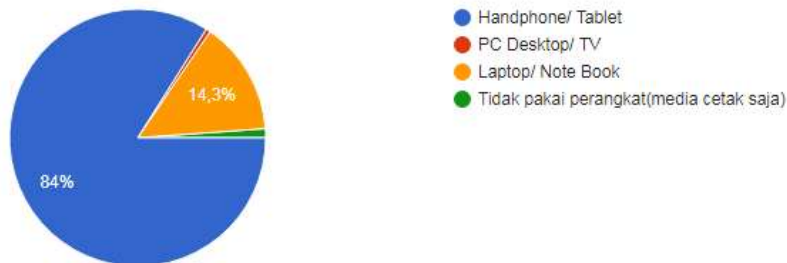 Handphone/ Tablet
PC Desktop/ TV
Laptop/ Note Book
Tidak pakai perangkat(media cetak saja)
14,3%
84%